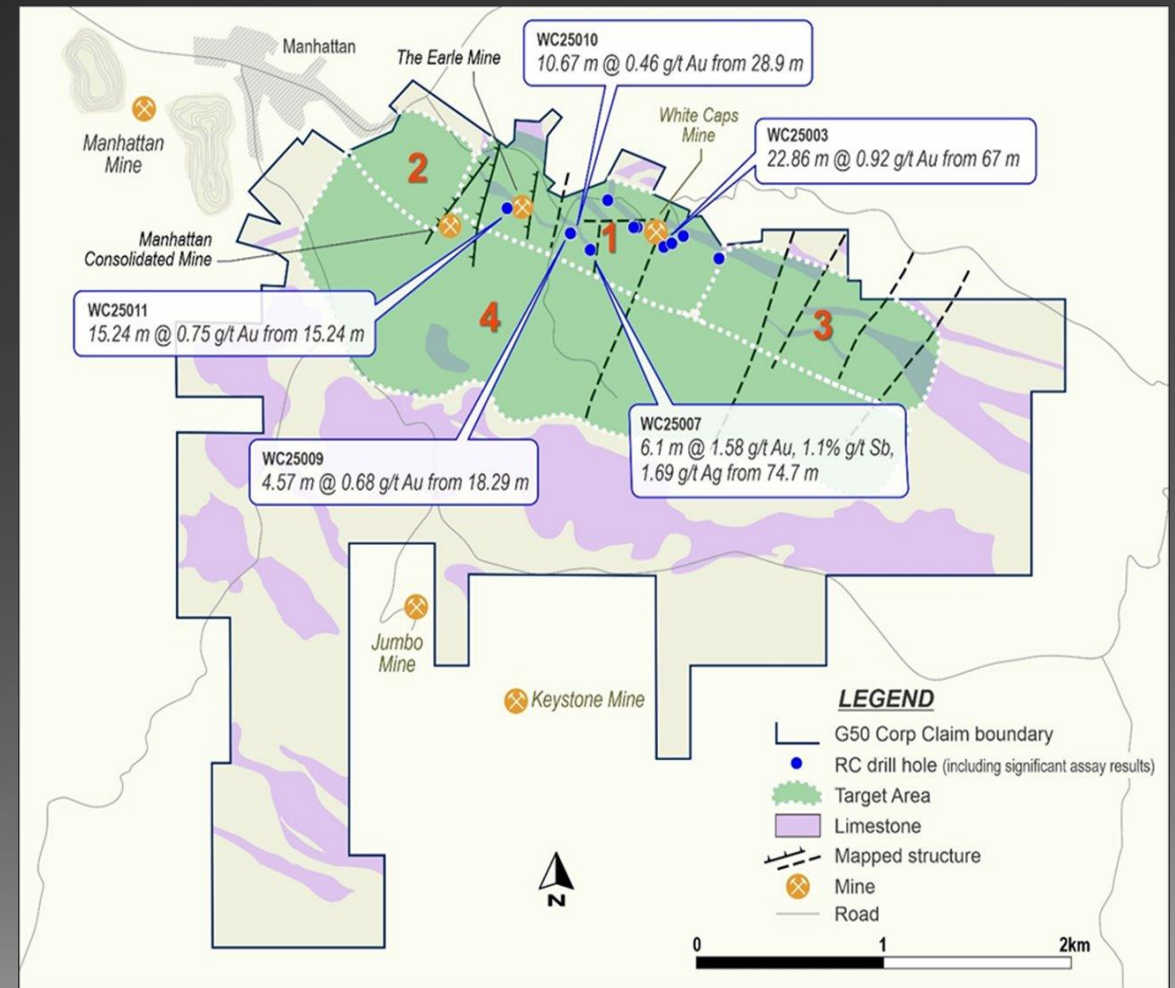 Manhattan
The Earle Mine
WC25010
10.67 m @ 0.46 g/t Au from 28.9 m
White Caps
Mine
WC25003
22.86 m @ 0.92 g/t Au from 67 m
Manhattan
Mine
2
1
Manhattan
Consolidated Mine
WC25011
15.24 m @ 0.75 g/t Au from 15.24 m
4
3
WC25009
4.57 m @ 0.68 g/t Au from 18.29 m
WC25007
6.1 m @ 1.58 g/t Au, 1.1% g/t Sb,
1.69 g/t Ag from 74.7 m
Jumbo
Mine
Keystone Mine
LEGEND
G50 Corp Claim boundary
RC drill hole (including significant assay results)
Target Area
Limestone
Mapped structure
Mine
Road
N
0 1 2km